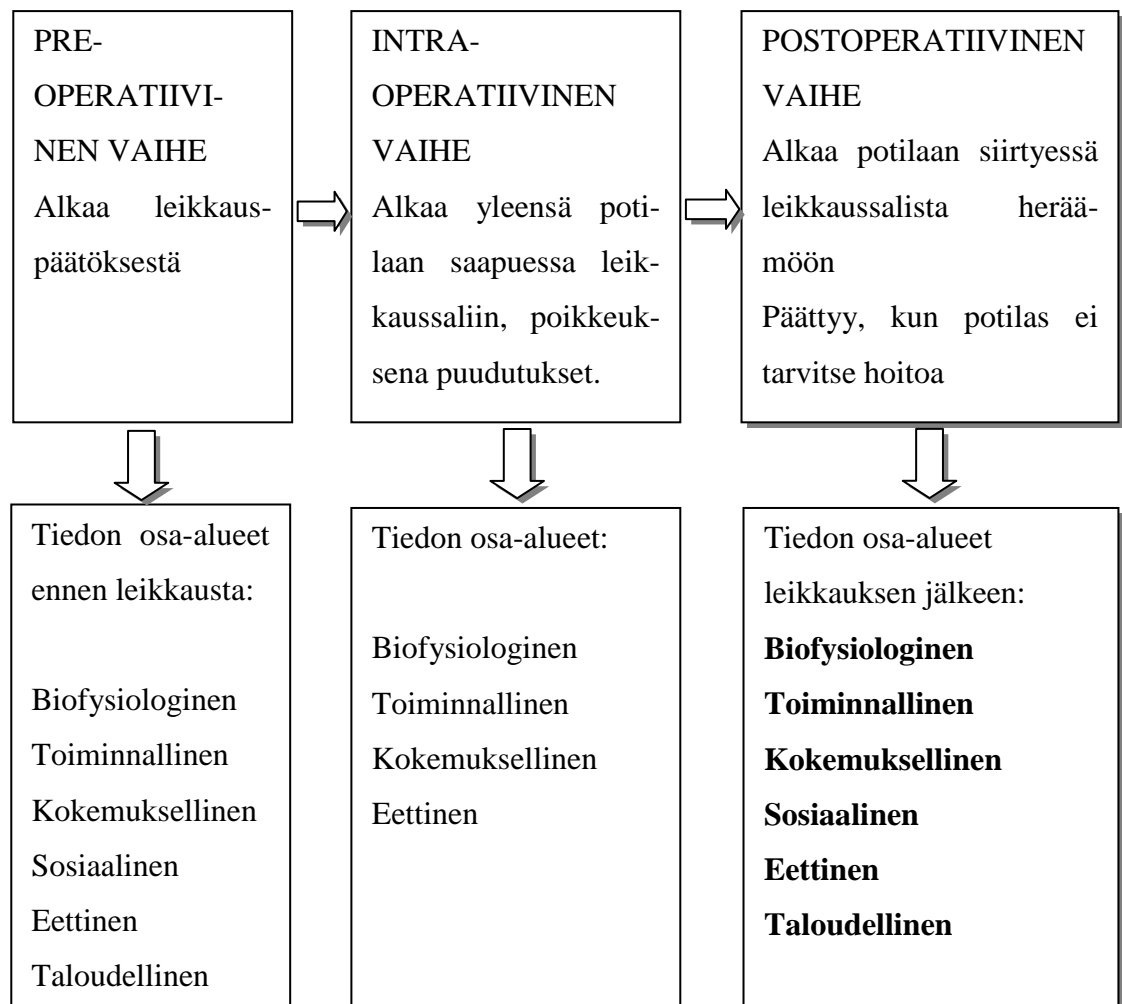 PRE-
OPERATIIVI-
NEN VAIHE
Alkaa leikkaus-
päätöksestä
INTRA-
OPERATIIVINEN
VAIHE
Alkaa yleensä poti-
laan saapuessa leik-
kaussaliin, poikkeuk-
sena puudutukset.
POSTOPERATIIVINEN
VAIHE
Alkaa potilaan siirtyessä
leikkaussalista herää-
möön
Päättyy, kun potilas ei
tarvitse hoitoa
Tiedon osa-alueet
ennen leikkausta:
Biofysiologinen
Toiminnallinen
Kokemuksellinen
Sosiaalinen
Eettinen
Taloudellinen
Tiedon osa-alueet:
Biofysiologinen
Toiminnallinen
Kokemuksellinen
Eettinen
Tiedon osa-alueet
leikkauksen jälkeen:
Biofysiologinen
Toiminnallinen
Kokemuksellinen
Sosiaalinen
Eettinen
Taloudellinen